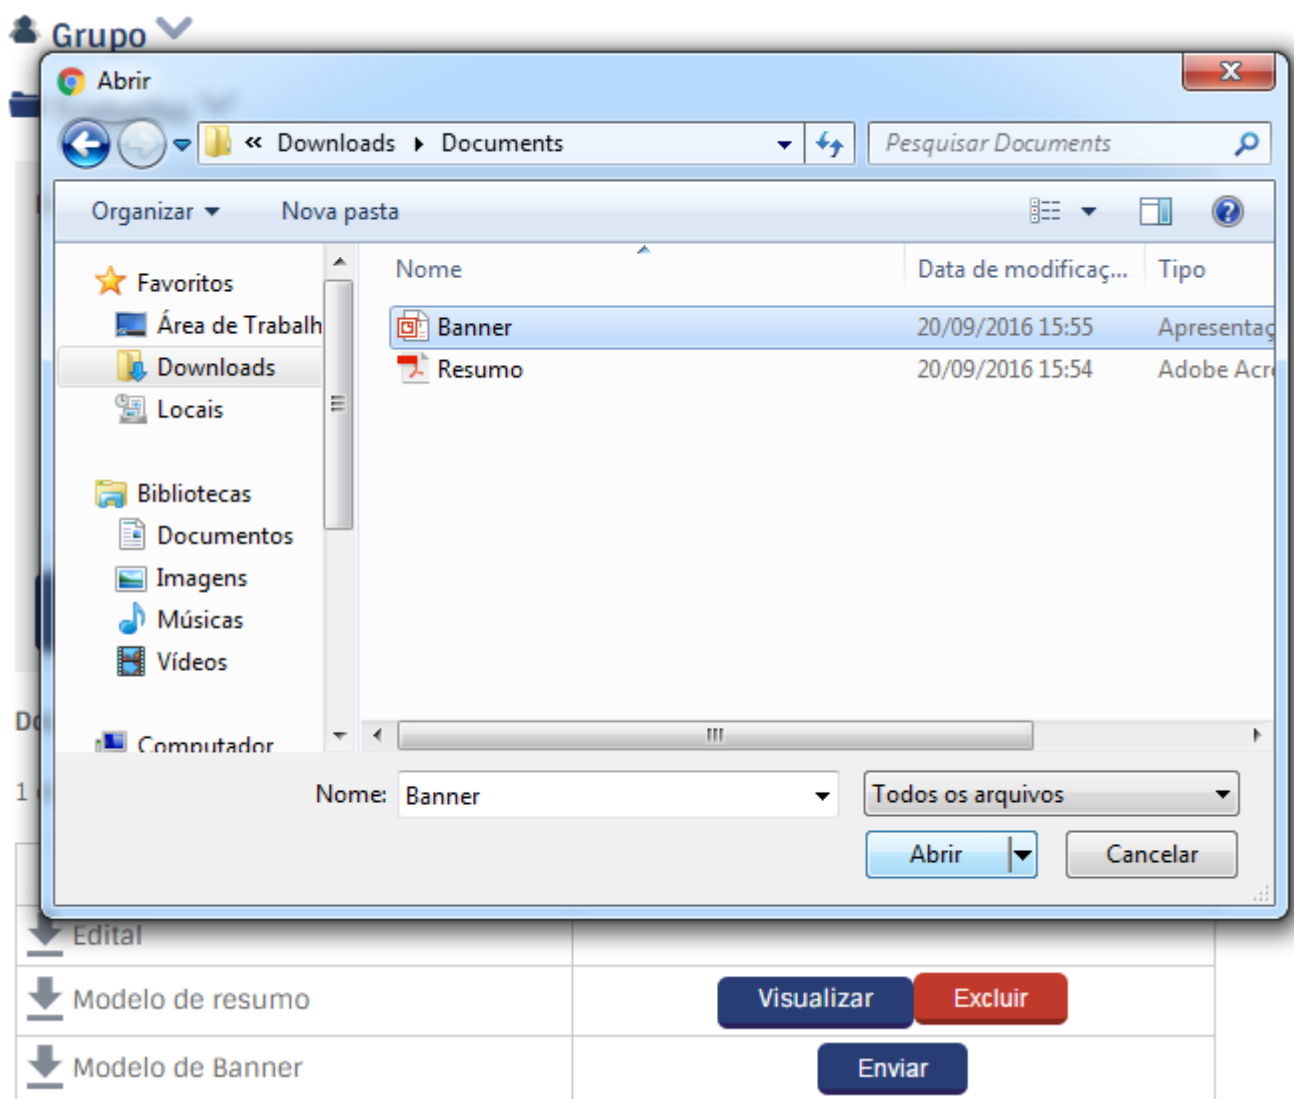 Grupo
Abrir
« Downloads Documents
Pesquisar Documents
Organizar Nova pasta
Favoritos
Área de Trabalh
Downloads
Locais
Bibliotecas
Documentos
Imagens
Músicas
Vídeos
Computador
Nome Data de modificaç... Tipo
Banner 20/09/2016 15:55 Apresentaç
Resumo 20/09/2016 15:54 Adobe Acr
Nome: Banner Todos os arquivos
Abrir Cancelar
1
Edital
Modelo de resumo Visualizar Excluir
Modelo de Banner Enviar